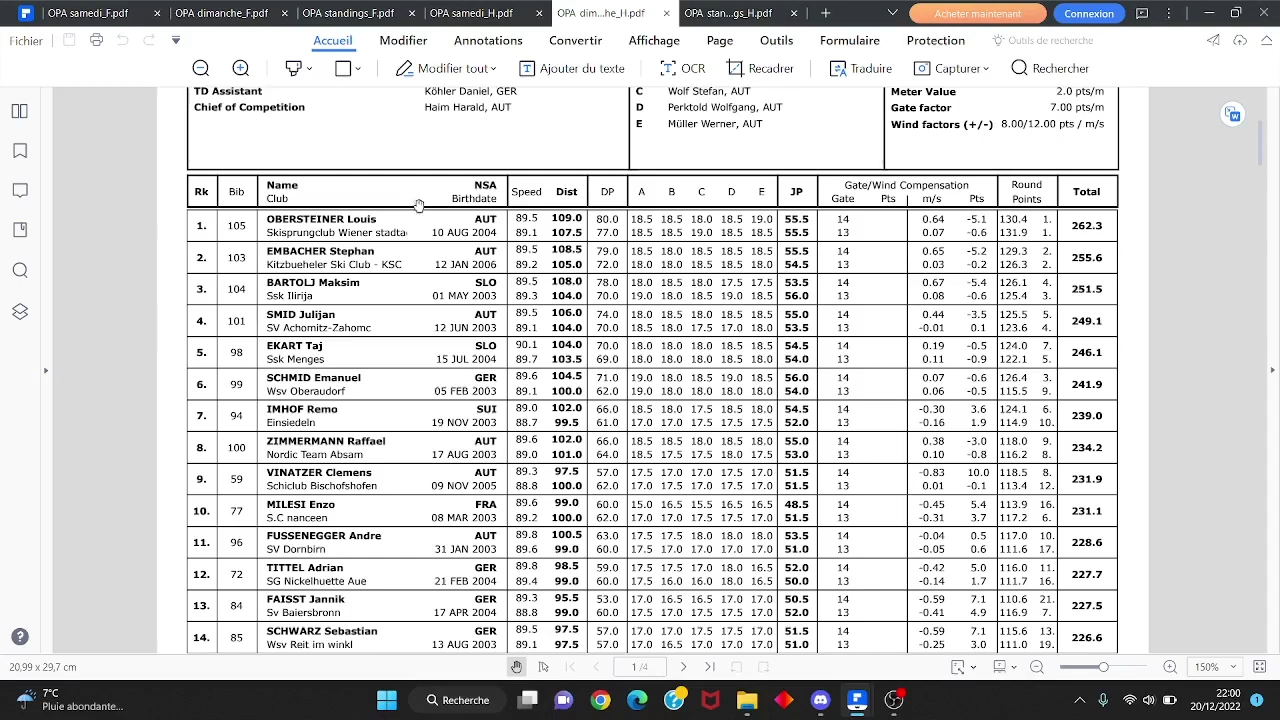 OPA samedi_F.pdf × OPA dimanche_F.pdf × OPA standings_F.pdf × OPA samedi_H.pdf × OPA dim...he_H.pdf × OPA stan...s_H.pdf × + Acheter maintenant Connexion
Fichier Accueil Modifier Annotations Convertir Affichage Page Outils Formulaire Protection Outils de recherche
Modifier tout Ajouter du texte OCR Recadrer Traduire Capturer Rechercher
TD Assistant Köhler Daniel, GER C Wolf Stefan, AUT Meter Value 2.0 pts/m
Chief of Competition Haim Harald, AUT D Perktold Wolfgang, AUT Gate factor 7.00 pts/m
E Müller Werner, AUT Wind factors (+/-) 8.00/12.00 pts / m/s
Rk Bib Name NSA Speed Dist DP A B C D E JP Gate/Wind Compensation Round Total
Club Birthdate Gate Pts m/s Pts Points
1. 105 OBERSTEINER Louis AUT 89.5 109.0 80.0 18.5 18.5 18.0 18.5 19.0 55.5 14 0.64 -5.1 130.4 1. 262.3
Skisprungclub Wiener stadta 10 AUG 2004 89.1 107.5 77.0 18.5 18.5 19.0 18.5 18.5 55.5 13 0.07 -0.6 131.9 1.
2. 103 EMBACHER Stephan AUT 89.5 108.5 79.0 18.5 18.5 18.0 18.5 18.5 55.5 14 0.65 -5.2 129.3 2. 255.6
Kitzbueheler Ski Club - KSC 12 JAN 2006 89.2 105.0 72.0 18.0 18.5 18.0 18.5 18.0 54.5 13 0.03 -0.2 126.3 2.
3. 104 BARTOLJ Maksim SLO 89.5 108.0 78.0 18.0 18.0 18.0 17.5 17.5 53.5 14 0.67 -5.4 126.1 4. 251.5
Ssk Ilirija 01 MAY 2003 89.3 104.0 70.0 19.0 18.0 18.5 19.0 18.5 56.0 13 0.08 -0.6 125.4 3.
4. 101 SMID Julijan AUT 89.5 106.0 74.0 18.0 18.5 18.0 18.5 18.5 55.0 14 0.44 -3.5 125.5 5. 249.1
SV Achomitz-Zahomc 12 JUN 2003 89.1 104.0 70.0 18.0 18.5 17.5 17.0 18.0 53.5 13 -0.01 0.1 123.6 4.
5. 98 EKART Taj SLO 90.1 104.0 70.0 18.0 18.0 18.5 18.5 18.5 54.5 14 0.19 -0.5 124.0 7. 246.1
Ssk Menges 15 JUL 2004 89.7 103.5 69.0 18.0 18.0 18.0 18.0 18.5 54.0 13 0.11 -0.9 122.1 5.
6. 99 SCHMID Emanuel GER 89.6 104.5 71.0 19.0 18.0 18.5 19.0 18.5 56.0 14 0.07 -0.6 126.4 3. 241.9
Wsv Oberaudorf 05 FEB 2003 89.1 100.0 62.0 19.0 18.0 18.0 18.0 18.0 54.0 13 0.06 -0.5 115.5 9.
7. 94 IMHOF Remo SUI 89.0 102.0 66.0 18.5 18.0 17.5 18.5 18.0 54.5 14 -0.30 3.6 124.1 6. 239.0
Einsiedeln 19 NOV 2003 88.7 99.5 61.0 17.5 17.0 17.0 17.5 17.5 52.0 13 -0.16 1.9 114.9 10.
8. 100 ZIMMERMANN Raffael AUT 89.6 102.0 66.0 18.5 18.5 18.0 18.5 18.0 55.0 14 0.38 -3.0 118.0 9. 234.2
Nordic Team Absam 17 AUG 2003 89.0 101.0 64.0 18.0 17.5 18.5 17.0 17.5 53.0 13 0.10 -0.8 116.2 8.
9. 59 VINATZER Clemens AUT 89.3 97.5 57.0 17.5 17.0 17.0 17.0 17.5 51.5 14 -0.83 10.0 118.5 8. 231.9
Schiclub Bischofshofen 09 NOV 2005 88.8 100.0 62.0 17.0 17.0 17.5 17.5 17.0 51.5 13 0.01 -0.1 113.4 12.
10. 77 MILESI Enzo FRA 89.6 99.0 60.0 15.0 16.5 15.5 16.5 16.5 48.5 14 -0.45 5.4 113.9 16. 231.1
S.C nanceen 08 MAR 2003 89.2 100.0 62.0 17.0 17.0 17.5 17.5 17.0 51.5 13 -0.31 3.7 117.2 6.
11. 96 FUSSENEGGER Andre AUT 89.8 100.5 63.0 17.5 17.5 18.0 18.0 18.0 53.5 14 -0.04 0.5 117.0 10. 228.6
SV Dornbirn 31 JAN 2003 89.6 99.0 60.0 17.5 17.0 17.0 17.0 17.0 51.0 13 -0.05 0.6 111.6 17.
12. 72 TITTEL Adrian GER 89.8 98.5 59.0 17.5 17.5 17.0 18.0 16.5 52.0 14 -0.42 5.0 116.0 11. 227.7
SG Nickelhuette Aue 21 FEB 2004 89.4 99.0 60.0 17.5 16.0 16.0 18.0 16.5 50.0 13 -0.14 1.7 111.7 16.
13. 84 FAISST Jannik GER 89.3 95.5 53.0 17.0 16.5 16.5 17.0 17.0 50.5 14 -0.59 7.1 110.6 21. 227.5
Sv Baiersbronn 17 APR 2004 88.8 99.0 60.0 17.5 17.0 17.5 17.5 17.0 52.0 13 -0.41 4.9 116.9 7.
14. 85 SCHWARZ Sebastian GER 89.5 97.5 57.0 17.0 17.0 17.5 17.5 17.0 51.5 14 -0.59 7.1 115.6 13. 226.6
Wsv Reit im winkl 13 AUG 2003 89.1 97.5 57.0 17.0 16.5 17.0 17.0 17.0 51.0 13 -0.25 3.0 111.0 19.
20,99 x 29,7 cm 1 /4 150%
7°C Pluie abondante... Recherche 22:00
20/12/2022